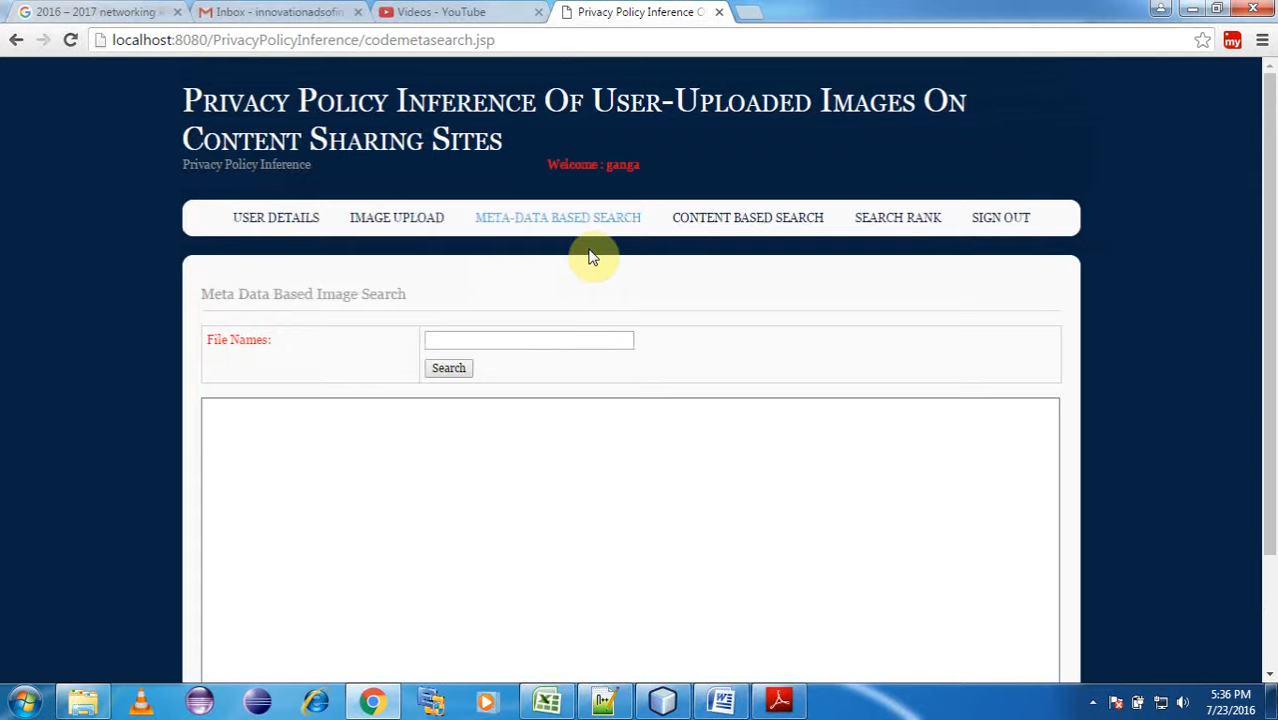 2016 – 2017 networking
Inbox - innovationadsofin
Videos - YouTube
Privacy Policy Inference O
localhost:8080/PrivacyPolicyInference/codemetasearch.jsp
my
Privacy Policy Inference Of User-Uploaded Images On
Content Sharing Sites
Privacy Policy Inference
Welcome : ganga
USER DETAILS
IMAGE UPLOAD
META-DATA BASED SEARCH
CONTENT BASED SEARCH
SEARCH RANK
SIGN OUT
Meta Data Based Image Search
File Names:
Search
5:36 PM
7/23/2016